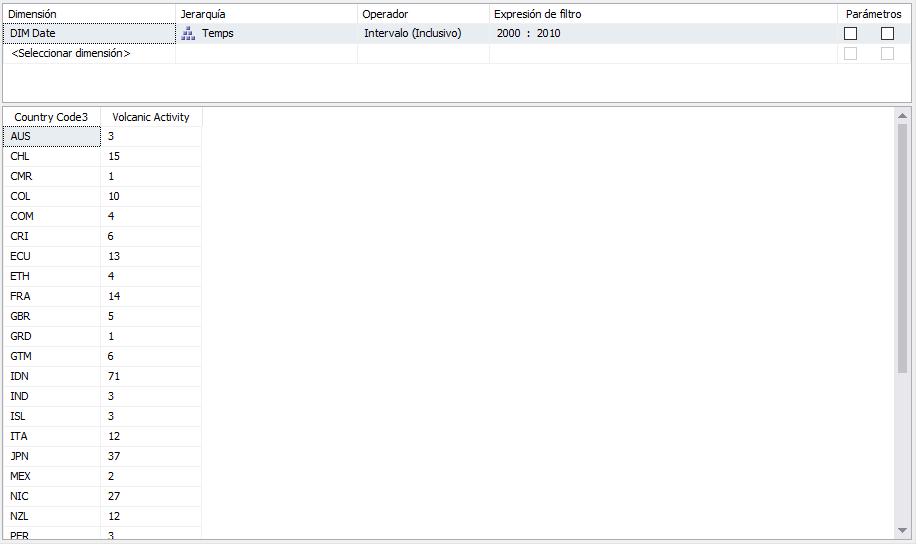 Dimensión Jerarquía Operador Expresión de filtro Parámetros
DIM Date Temps Intervalo (Inclusivo) 2000 : 2010
<Seleccionar dimensión>
Country Code3 Volcanic Activity
AUS 3
CHL 15
CMR 1
COL 10
COM 4
CRI 6
ECU 13
ETH 4
FRA 14
GBR 5
GRD 1
GTM 6
IDN 71
IND 3
ISL 3
ITA 12
JPN 37
MEX 2
NIC 27
NZL 12
PER 3